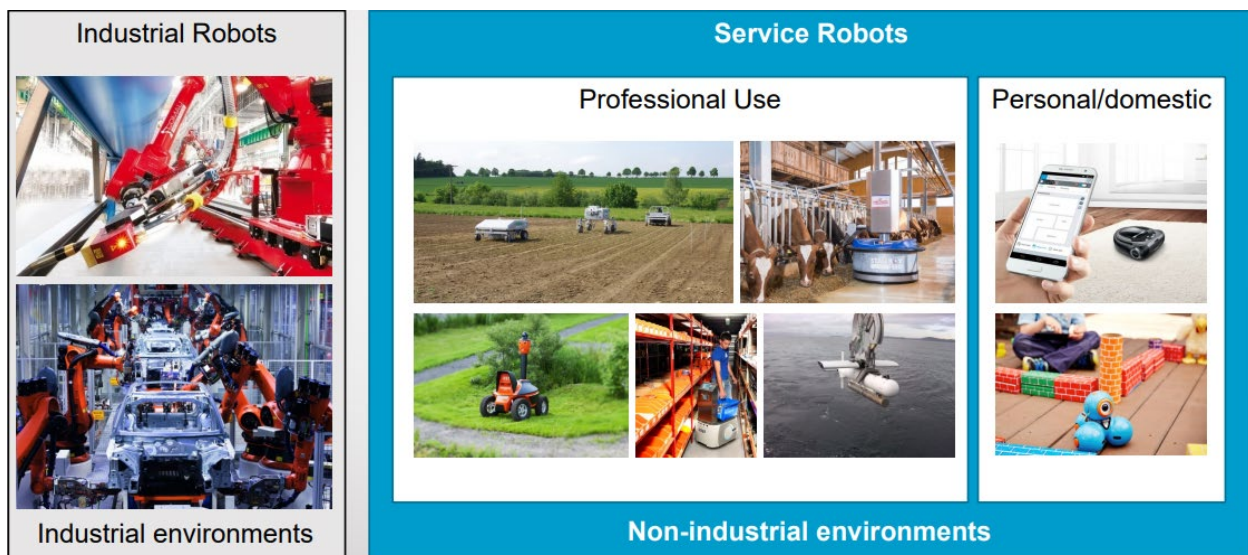 Industrial Robots
Industrial environments
Service Robots
Professional Use
Personal/domestic
Non-industrial environments